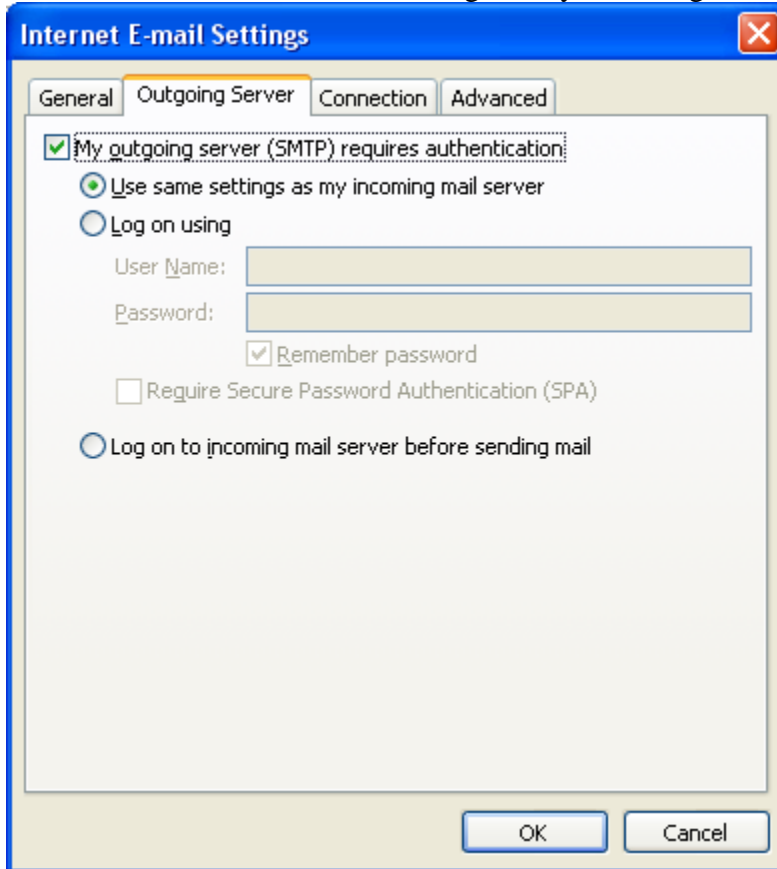 Internet E-mail Settings
General Outgoing Server Connection Advanced
My outgoing server (SMTP) requires authentication
Use same settings as my incoming mail server
Log on using
User Name:
Password:
Remember password
Require Secure Password Authentication (SPA)
Log on to incoming mail server before sending mail
OK Cancel